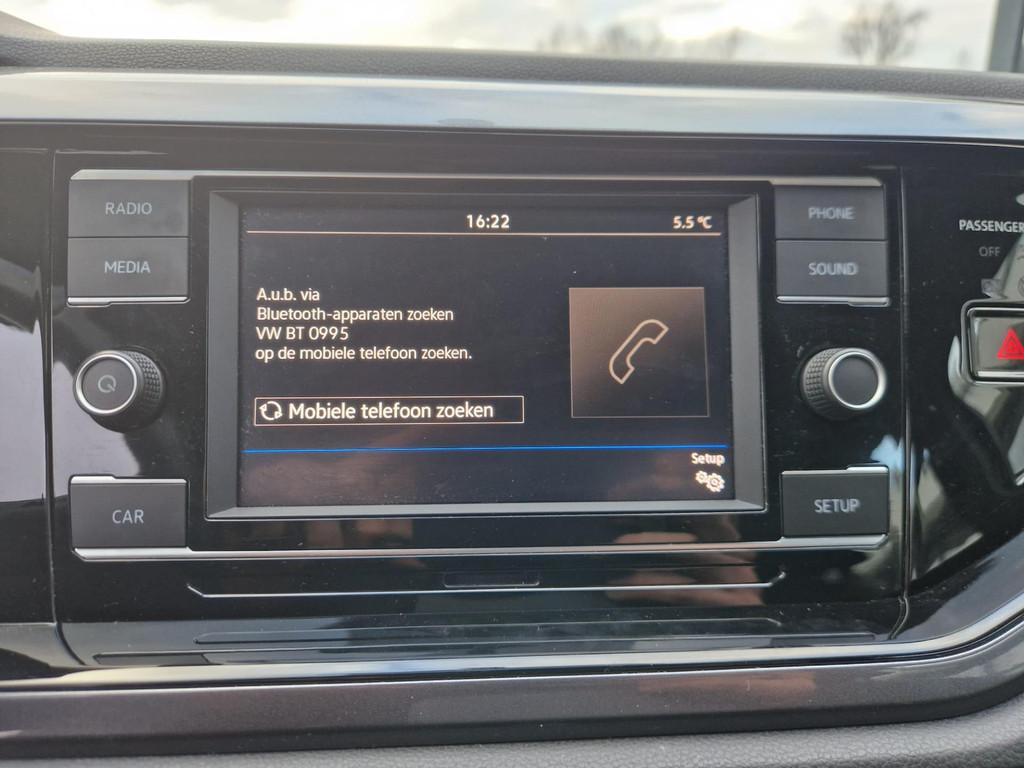 RADIO
MEDIA
CAR
16:22
5.5 °C
A.u.b. via
Bluetooth-apparaten zoeken
VW BT 0995
op de mobiele telefoon zoeken.
Mobiele telefoon zoeken
Setup
PHONE
SOUND
SETUP
PASSENGER
OFF